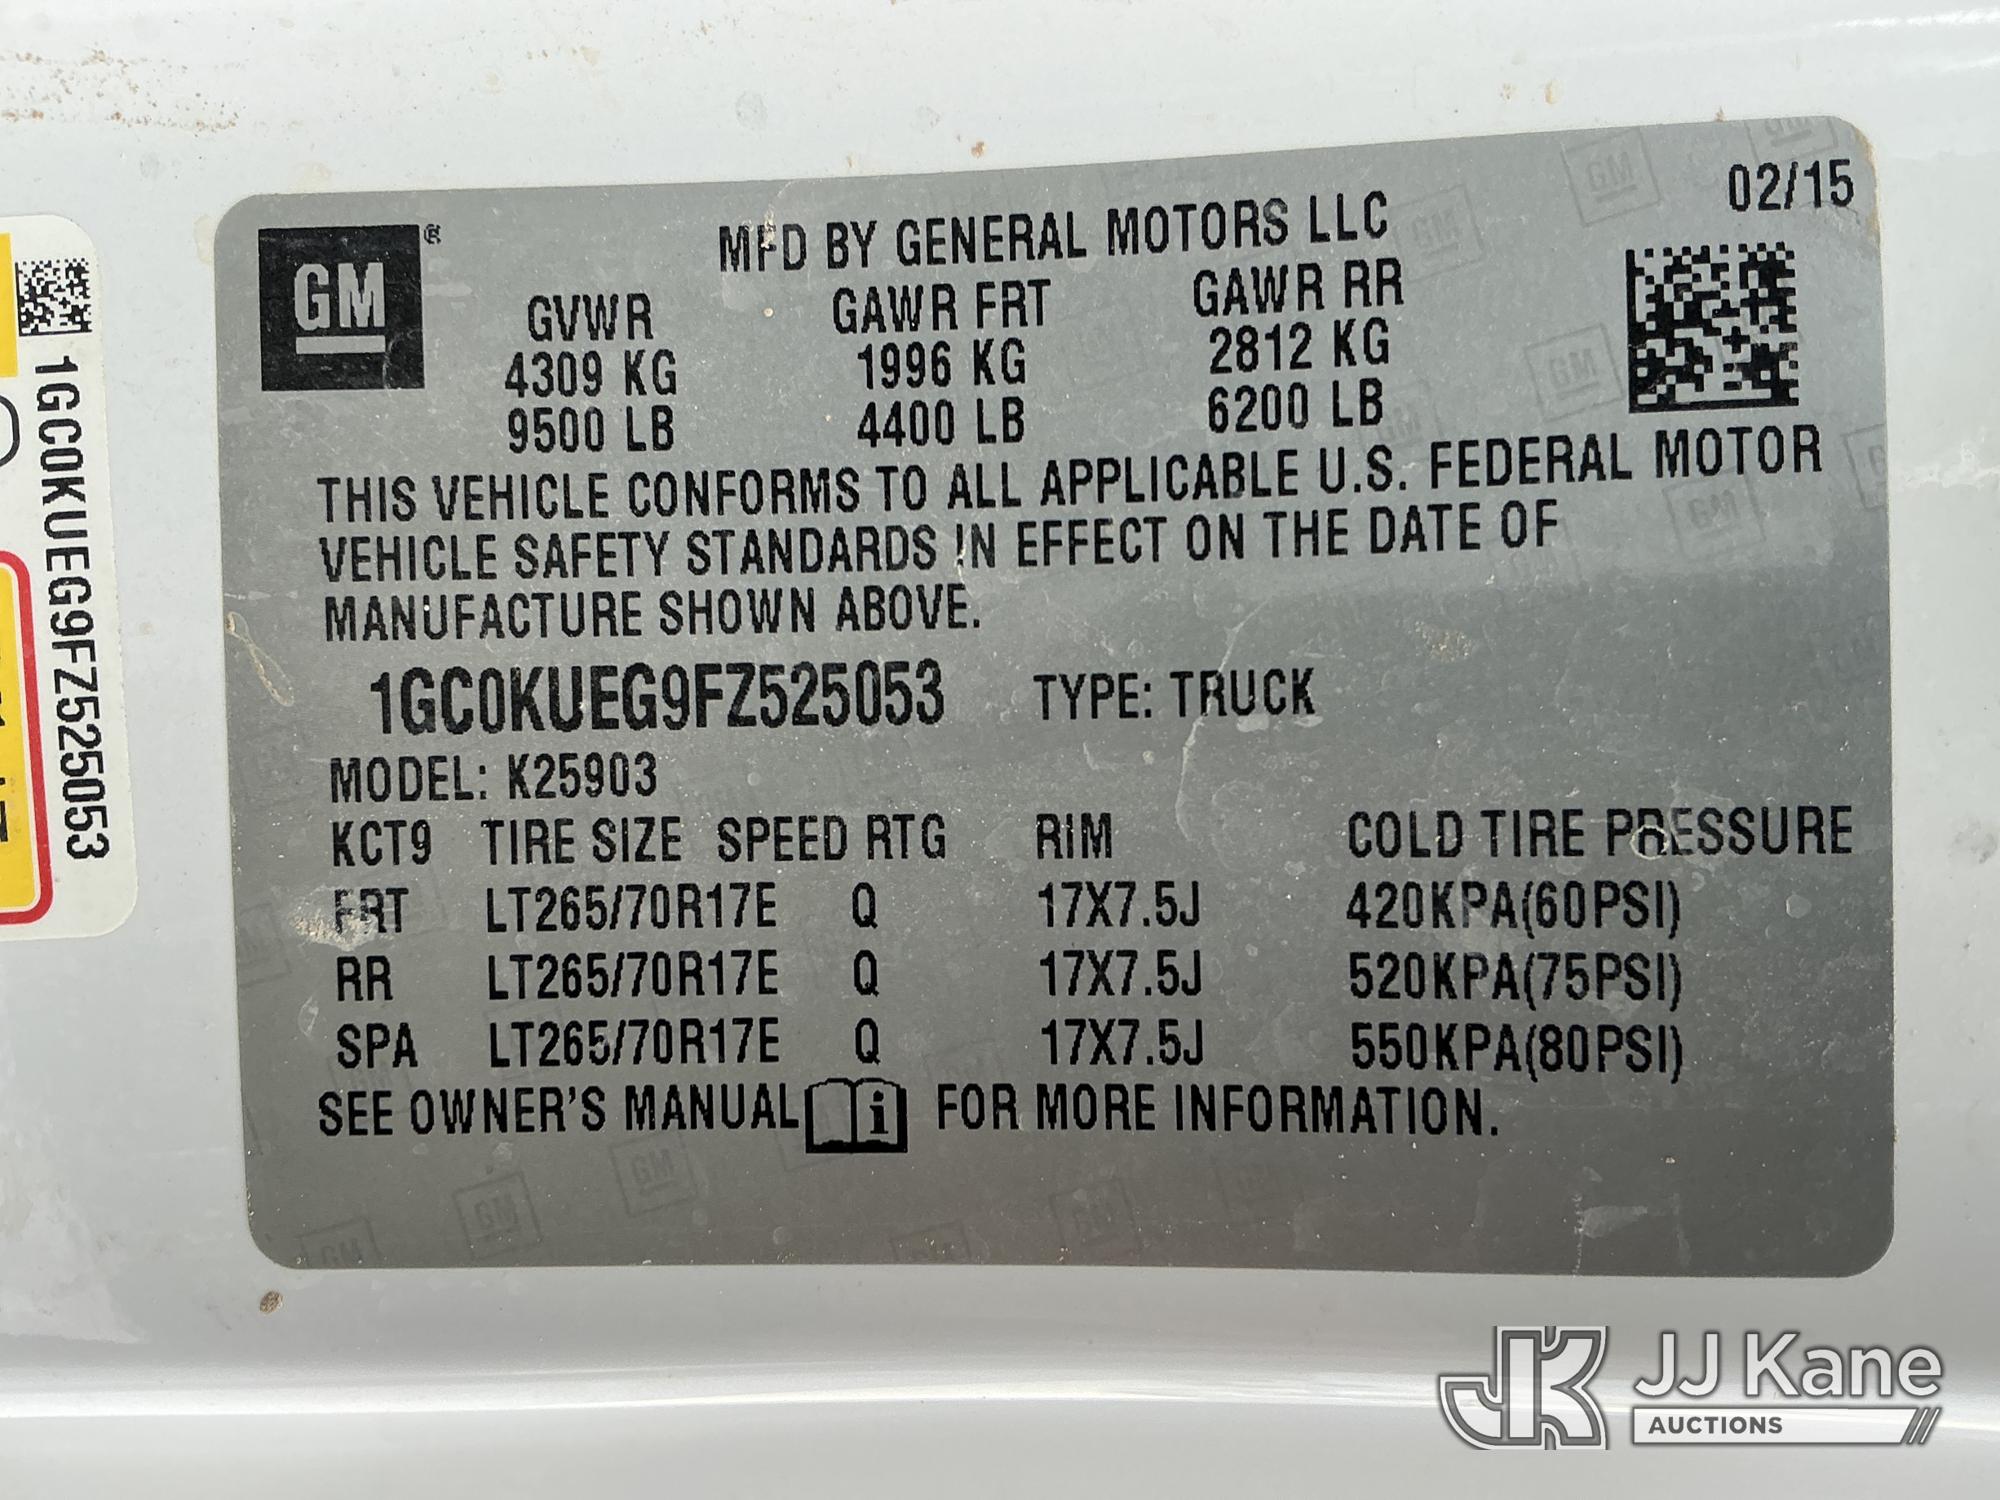 02/15
GM
MFD BY GENERAL MOTORS LLC
GVWR GAWR FRT GAWR RR
4309 KG 1996 KG 2812 KG
9500 LB 4400 LB 6200 LB
THIS VEHICLE CONFORMS TO ALL APPLICABLE U.S. FEDERAL MOTOR
VEHICLE SAFETY STANDARDS IN EFFECT ON THE DATE OF
MANUFACTURE SHOWN ABOVE.
1GC0KUEG9FZ525053 TYPE: TRUCK
MODEL: K25903
KCT9 TIRE SIZE SPEED RTG RIM COLD TIRE PRESSURE
FRT LT265/70R17E Q 17X7.5J 420KPA(60PSI)
RR LT265/70R17E Q 17X7.5J 520KPA(75PSI)
SPA LT265/70R17E Q 17X7.5J 550KPA(80PSI)
SEE OWNER'S MANUAL i FOR MORE INFORMATION.
1GC0KUEG9FZ525053
JK JJ Kane
AUCTIONS